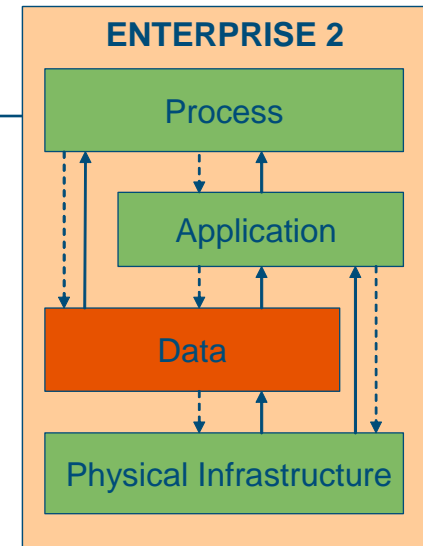 ENTERPRISE 2
Process
Application
Data
Physical Infrastructure